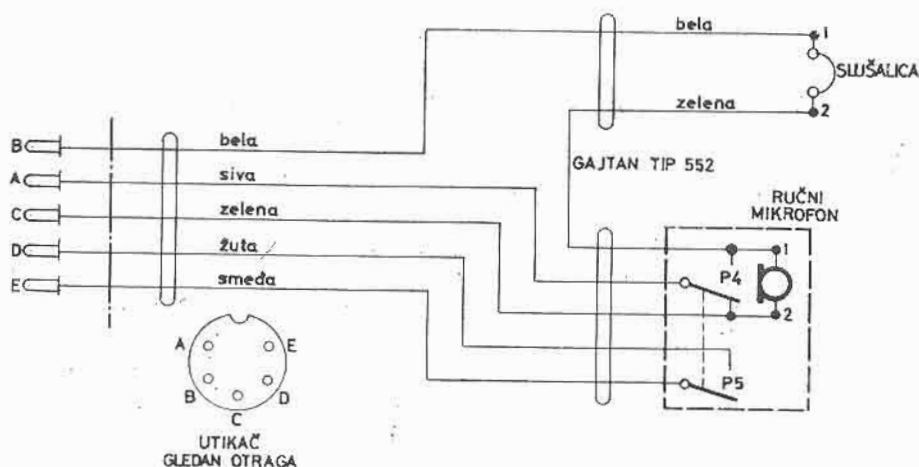 bela
1
SLUŠALICA
zelena
2
B
bela
A
siva
GAJTAN TIP 552
C
zelena
RUČNI
MIKROFON
D
žuta
1
P4
E
smeđa
2
P5
A
E
B
D
C
UTIKAČ
GLEDAN OTRAGA